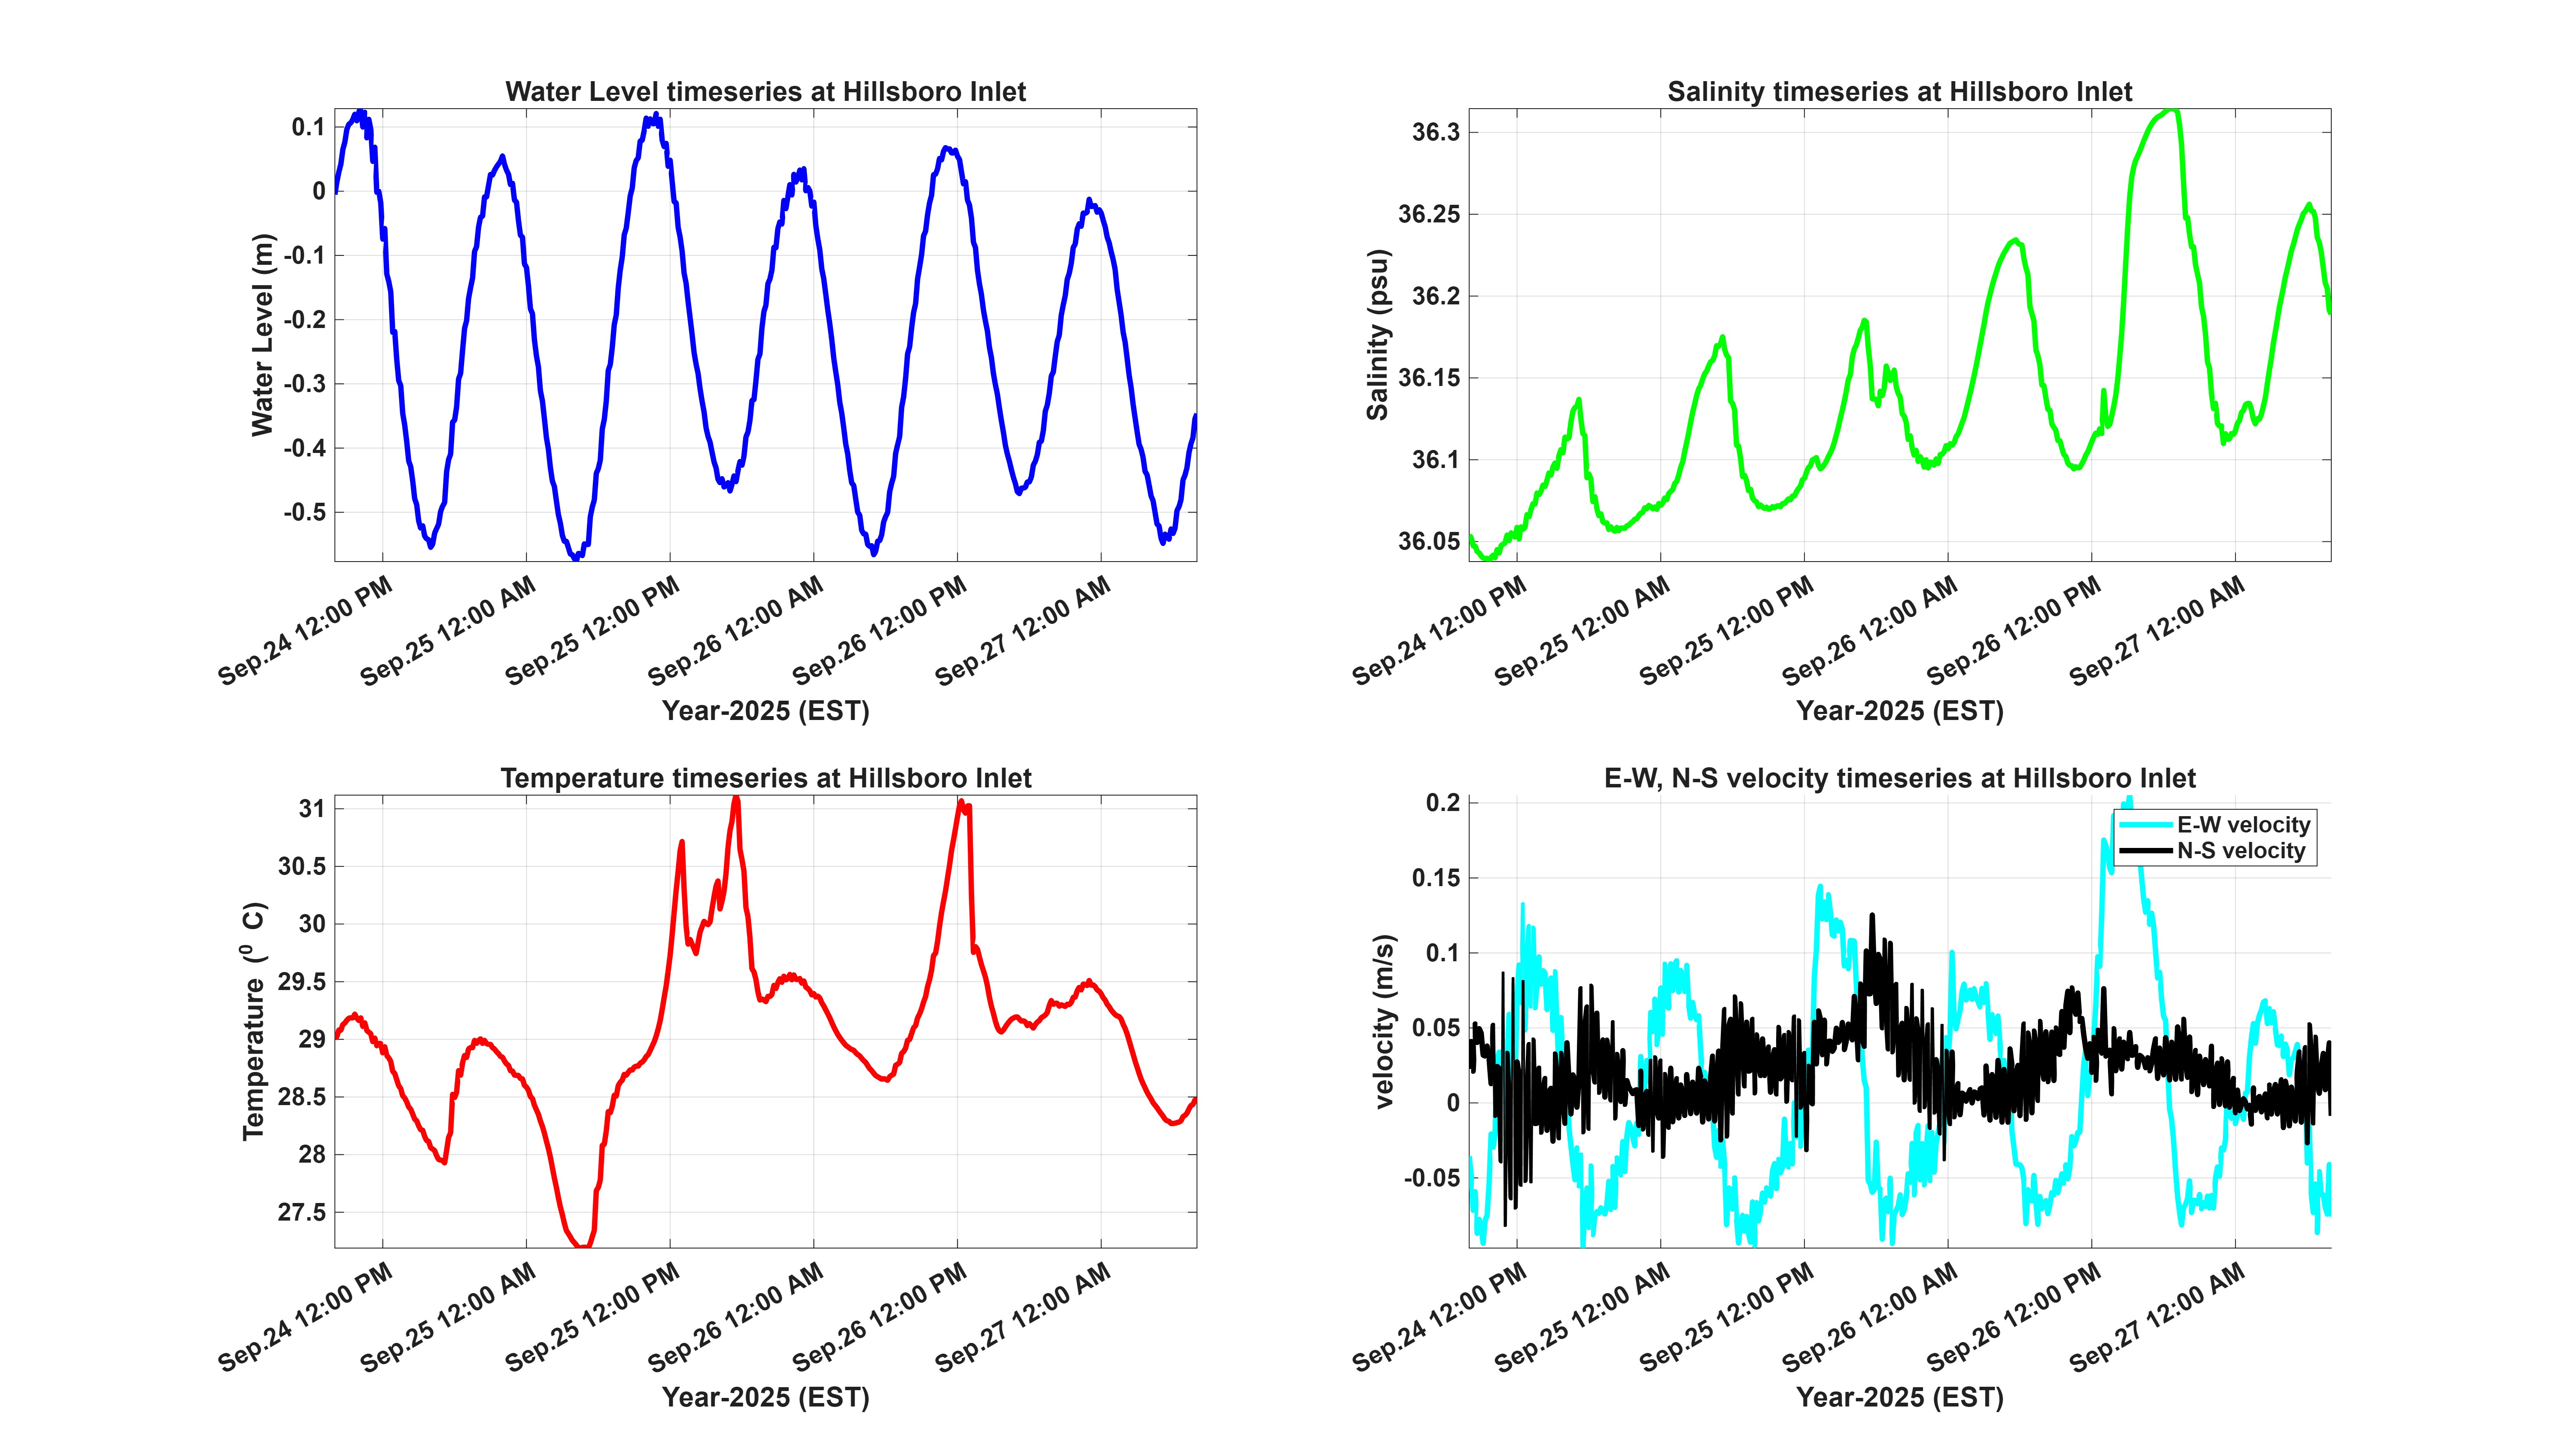 Water Level timeseries at Hillsboro Inlet
Water Level (m)
0.1
0
-0.1
-0.2
-0.3
-0.4
-0.5
Sep.24 12:00 PM
Sep.25 12:00 AM
Sep.25 12:00 PM
Sep.26 12:00 AM
Sep.26 12:00 PM
Sep.27 12:00 AM
Year-2025 (EST)
Salinity timeseries at Hillsboro Inlet
Salinity (psu)
36.3
36.25
36.2
36.15
36.1
36.05
Sep.24 12:00 PM
Sep.25 12:00 AM
Sep.25 12:00 PM
Sep.26 12:00 AM
Sep.26 12:00 PM
Sep.27 12:00 AM
Year-2025 (EST)
Temperature timeseries at Hillsboro Inlet
Temperature (⁰ C)
31
30.5
30
29.5
29
28.5
28
27.5
Sep.24 12:00 PM
Sep.25 12:00 AM
Sep.25 12:00 PM
Sep.26 12:00 AM
Sep.26 12:00 PM
Sep.27 12:00 AM
Year-2025 (EST)
E-W, N-S velocity timeseries at Hillsboro Inlet
velocity (m/s)
0.2
0.15
0.1
0.05
0
-0.05
E-W velocity
N-S velocity
Sep.24 12:00 PM
Sep.25 12:00 AM
Sep.25 12:00 PM
Sep.26 12:00 AM
Sep.26 12:00 PM
Sep.27 12:00 AM
Year-2025 (EST)